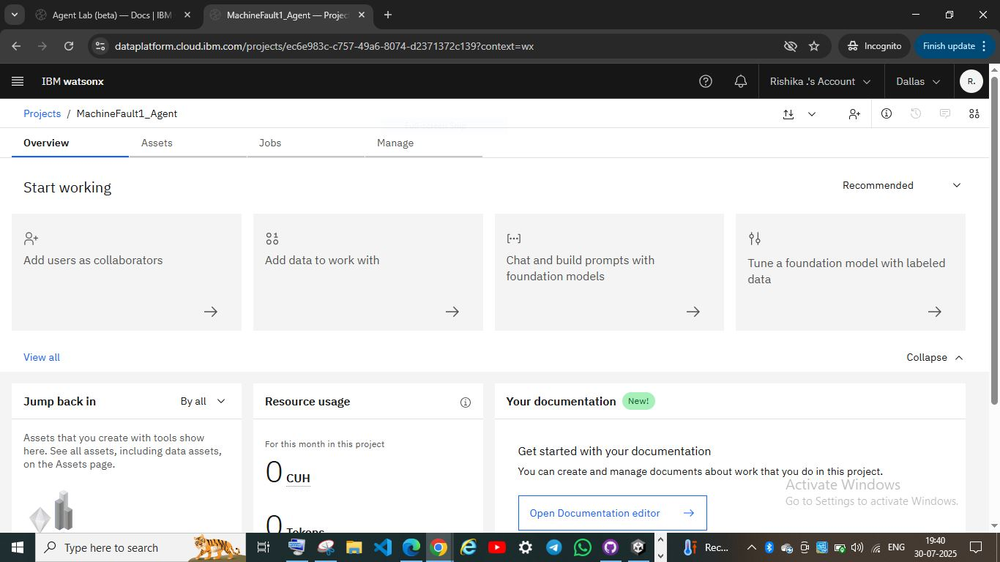 Agent Lab (beta) — Docs | IBM
MachineFault1_Agent — Projec
dataplatform.cloud.ibm.com/projects/ec6e983c-c757-49a6-8074-d2371372c139?context=wx
Incognito
Finish update
IBM watsonx
Rishika .'s Account
Dallas
R.
Projects / MachineFault1_Agent
Overview
Assets
Jobs
Manage
Start working
Recommended
Add users as collaborators
Add data to work with
Chat and build prompts with
foundation models
Tune a foundation model with labeled
data
View all
Collapse
Jump back in
By all
Resource usage
Your documentation New!
Assets that you create with tools show
here. See all assets, including data assets,
on the Assets page.
For this month in this project
0 CUH
0 Tokens
Get started with your documentation
You can create and manage documents about work that you do in this project.
Open Documentation editor
Activate Windows
Go to Settings to activate Windows.
Type here to search
Rec...
ENG
19:40
30-07-2025